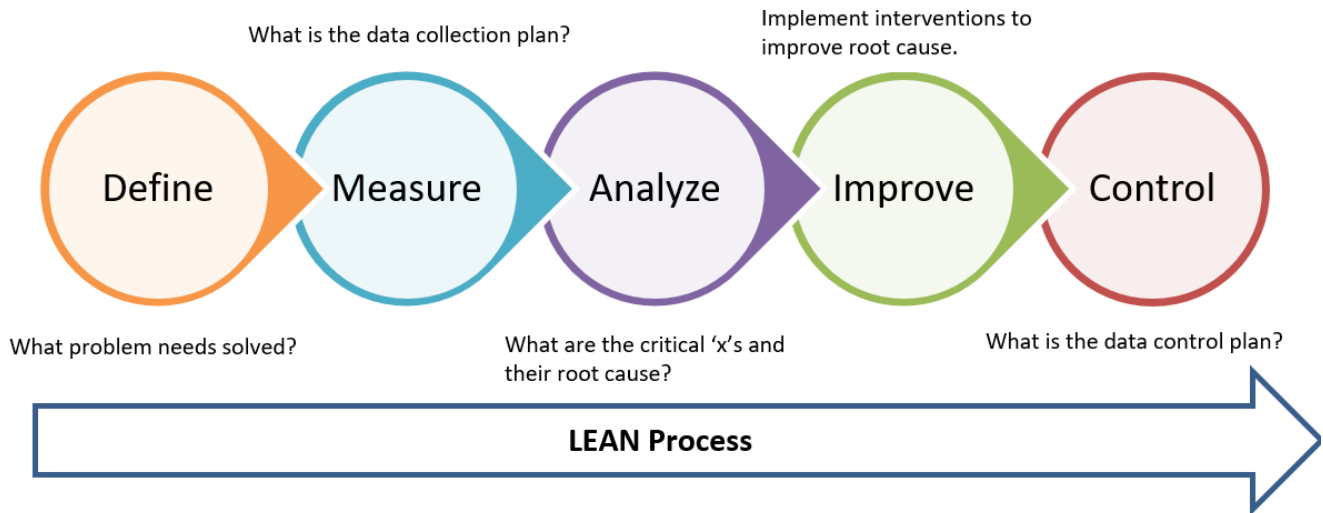 What is the data collection plan?
Implement interventions to
improve root cause.
Define
Measure
Analyze
Improve
Control
What problem needs solved?
What are the critical ‘x’s and
their root cause?
What is the data control plan?
LEAN Process